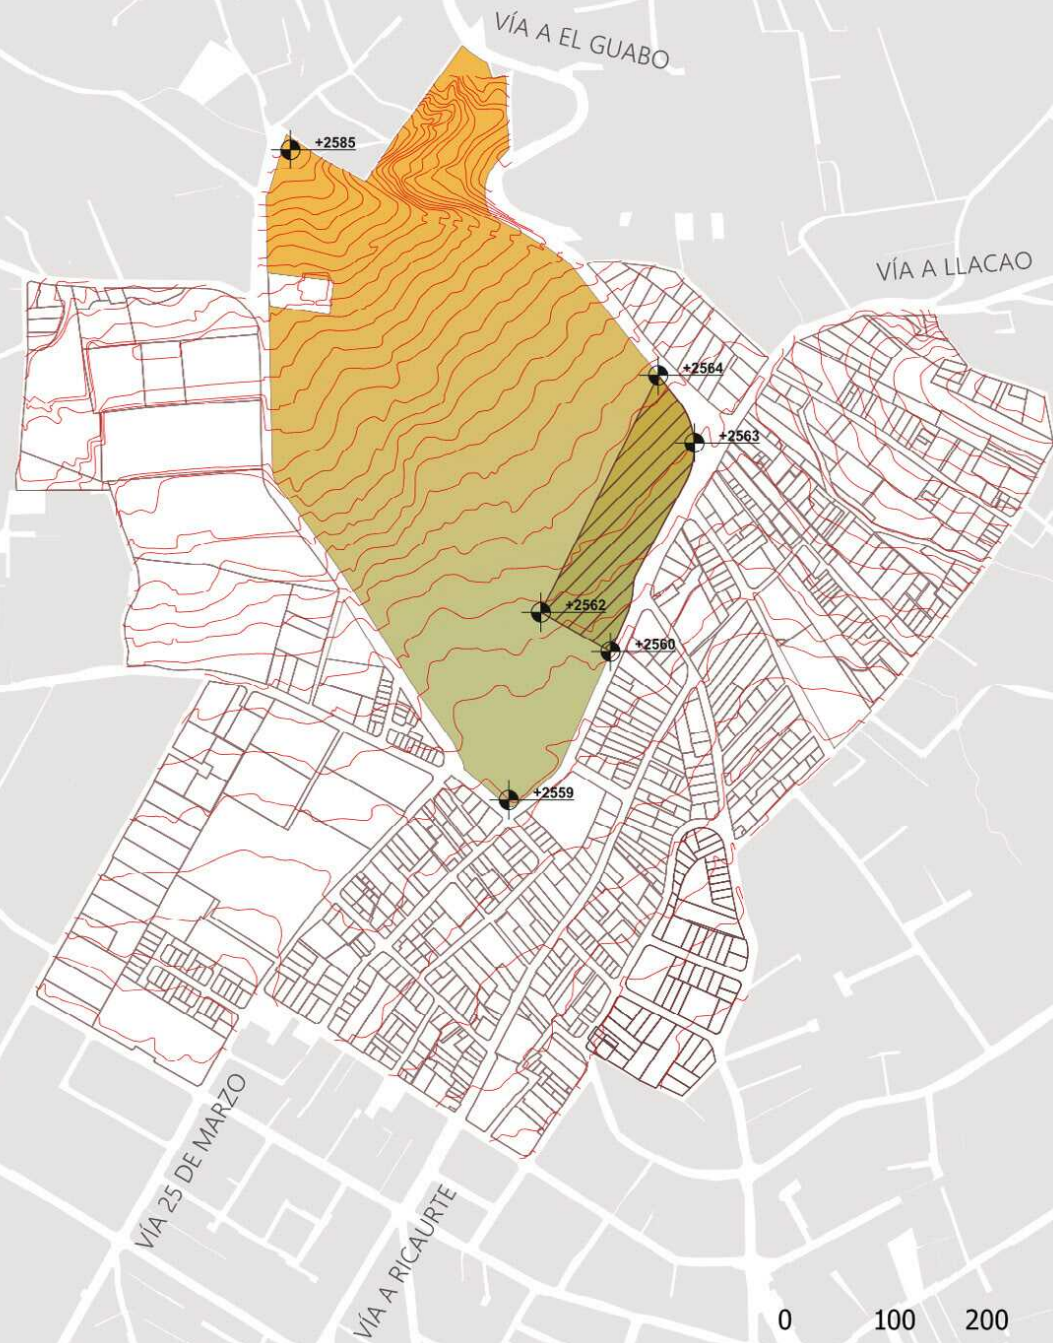 VÍA A EL GUABO
+2585
VÍA A LLACAO
+2564
+2563
+2562
+2560
+2559
VÍA 25 DE MARZO
VÍA A RICAURTE
0 100 200